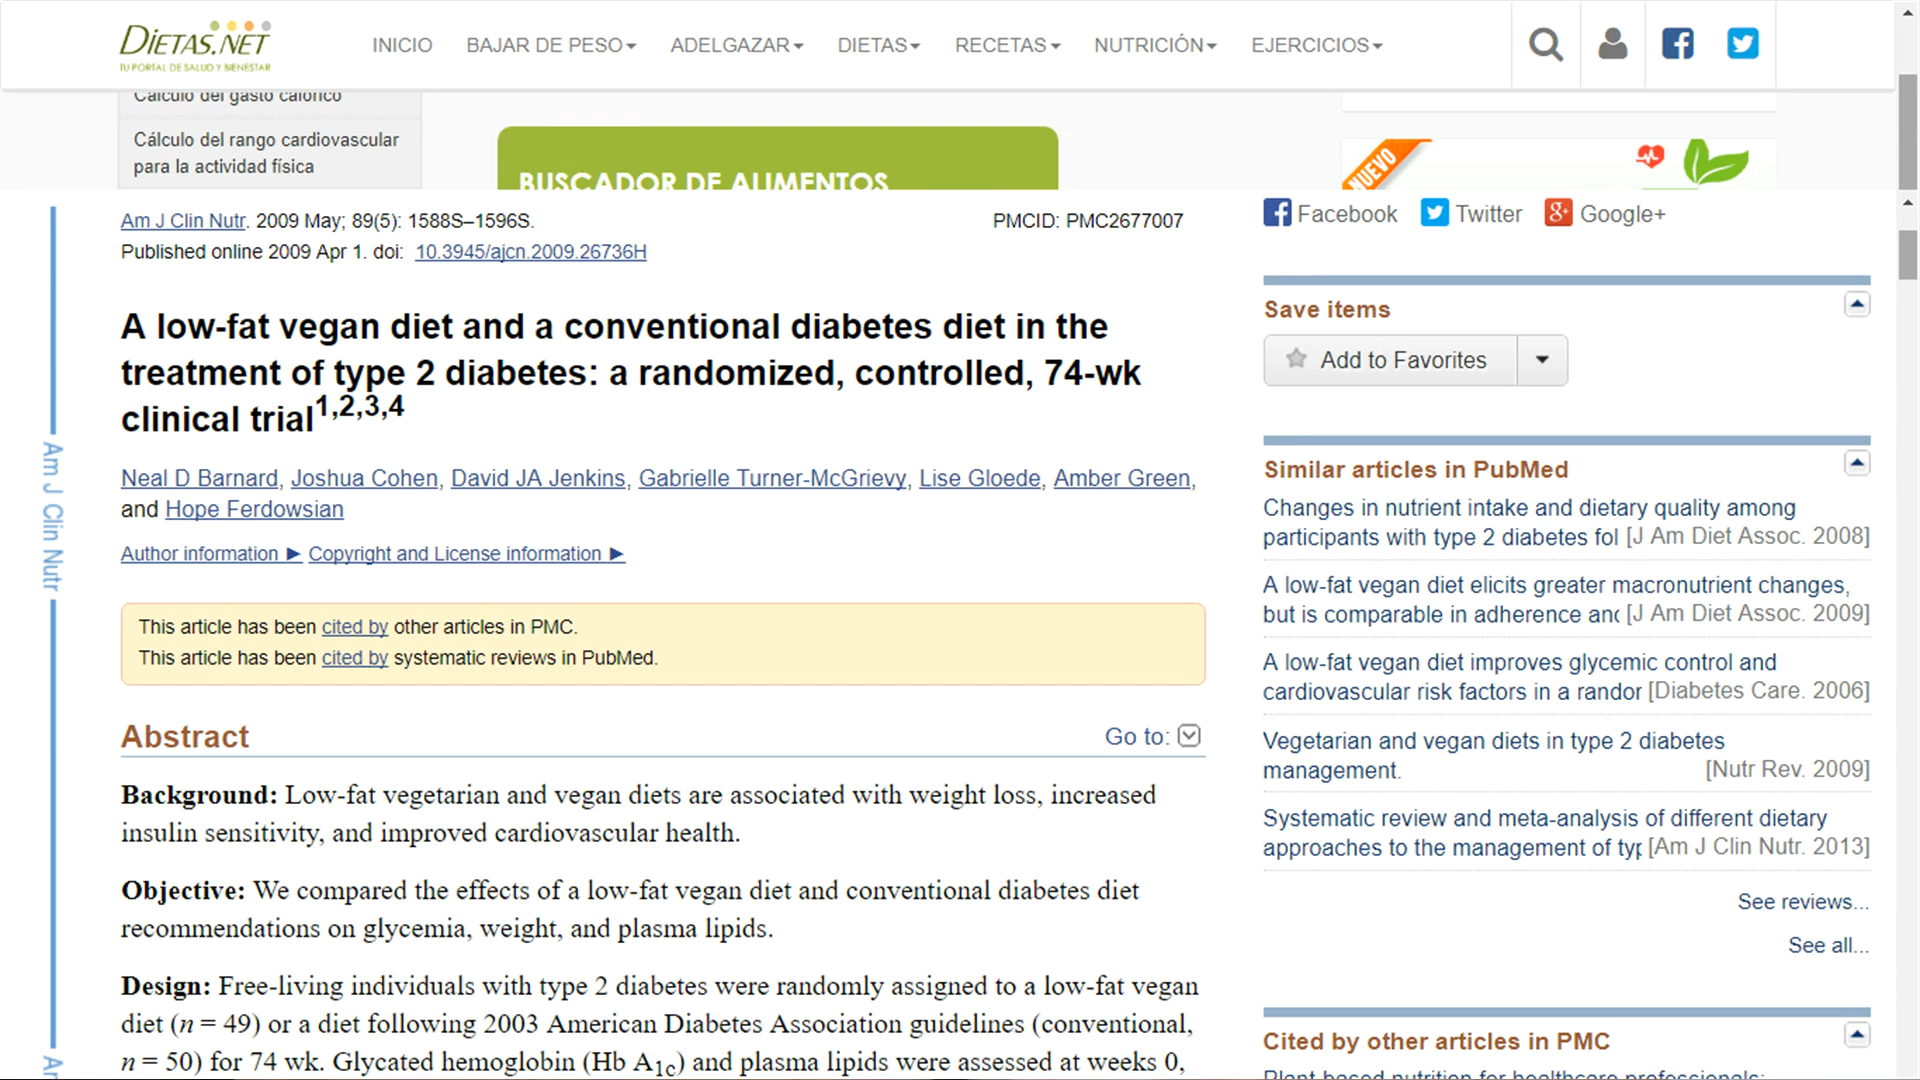 DIETAS.NET
TU PORTAL DE SALUD Y BIENESTAR
INICIO BAJAR DE PESO ADELGAZAR DIETAS RECETAS NUTRICIÓN EJERCICIOS
Cálculo del gasto calórico
Cálculo del rango cardiovascular
para la actividad física
BUSCADOR DE ALIMENTOS
NUEVO
Am J Clin Nutr. 2009 May; 89(5): 1588S–1596S. PMCID: PMC2677007
Published online 2009 Apr 1. doi: 10.3945/ajcn.2009.26736H
A low-fat vegan diet and a conventional diabetes diet in the
treatment of type 2 diabetes: a randomized, controlled, 74-wk
clinical trial1,2,3,4
Neal D Barnard, Joshua Cohen, David JA Jenkins, Gabrielle Turner-McGrievy, Lise Gloede, Amber Green,
and Hope Ferdowsian
Author information ► Copyright and License information ►
This article has been cited by other articles in PMC.
This article has been cited by systematic reviews in PubMed.
Abstract Go to:
Background: Low-fat vegetarian and vegan diets are associated with weight loss, increased
insulin sensitivity, and improved cardiovascular health.
Objective: We compared the effects of a low-fat vegan diet and conventional diabetes diet
recommendations on glycemia, weight, and plasma lipids.
Design: Free-living individuals with type 2 diabetes were randomly assigned to a low-fat vegan
diet (n = 49) or a diet following 2003 American Diabetes Association guidelines (conventional,
n = 50) for 74 wk. Glycated hemoglobin (Hb A1c) and plasma lipids were assessed at weeks 0,
Am J Clin Nutr
Ar
Facebook Twitter Google+
Save items
Add to Favorites
Similar articles in PubMed
Changes in nutrient intake and dietary quality among
participants with type 2 diabetes fol [J Am Diet Assoc. 2008]
A low-fat vegan diet elicits greater macronutrient changes,
but is comparable in adherence and [J Am Diet Assoc. 2009]
A low-fat vegan diet improves glycemic control and
cardiovascular risk factors in a randor [Diabetes Care. 2006]
Vegetarian and vegan diets in type 2 diabetes
management. [Nutr Rev. 2009]
Systematic review and meta-analysis of different dietary
approaches to the management of typ [Am J Clin Nutr. 2013]
See reviews...
See all...
Cited by other articles in PMC
Plant-based nutrition for healthcare professionals: